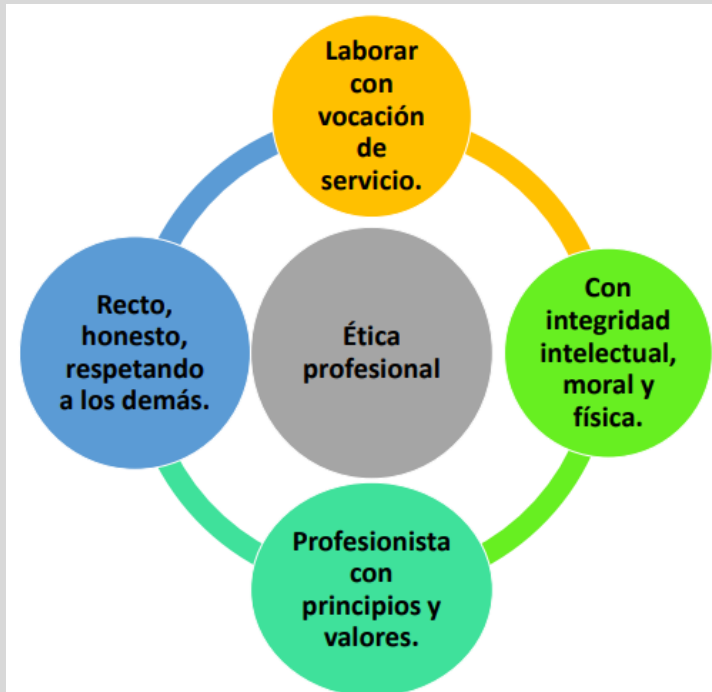 Laborar
con
vocación
de
servicio.
Recto,
honesto,
respetando
a los demás.
Ética
profesional
Con
integridad
intelectual,
moral y
física.
Profesionista
con
principios y
valores.